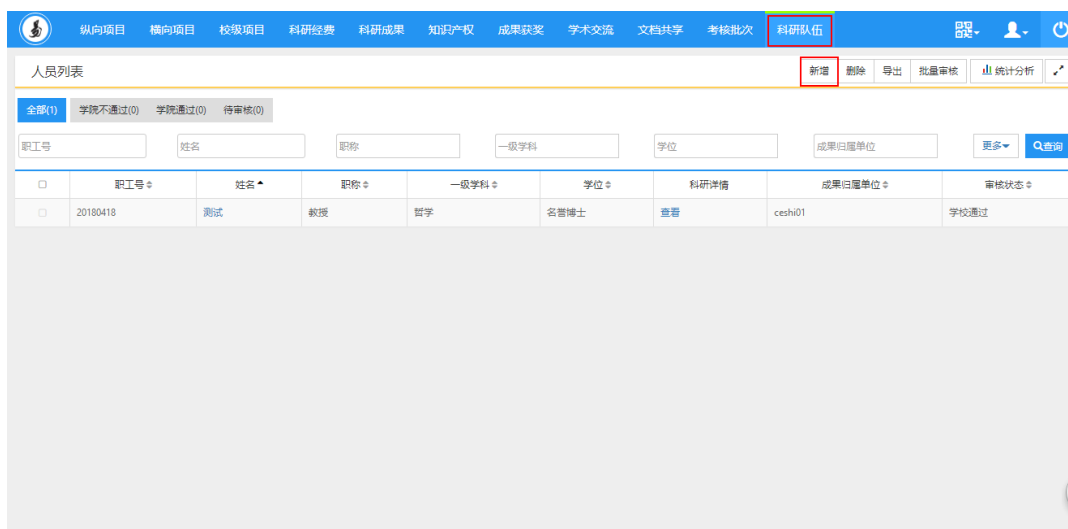 纵向项目 横向项目 校级项目 科研经费 科研成果 知识产权 成果获奖 学术交流 文档共享 考核批次 科研队伍
人员列表 新增 删除 导出 批量审核 统计分析
全部(1) 学院不通过(0) 学院通过(0) 待审核(0)
职工号 姓名 职称 一级学科 学位 成果归属单位 更多 查询
职工号 姓名 职称 一级学科 学位 科研详情 成果归属单位 审核状态
20180418 测试 教授 哲学 名誉博士 查看 ceshi01 学校通过